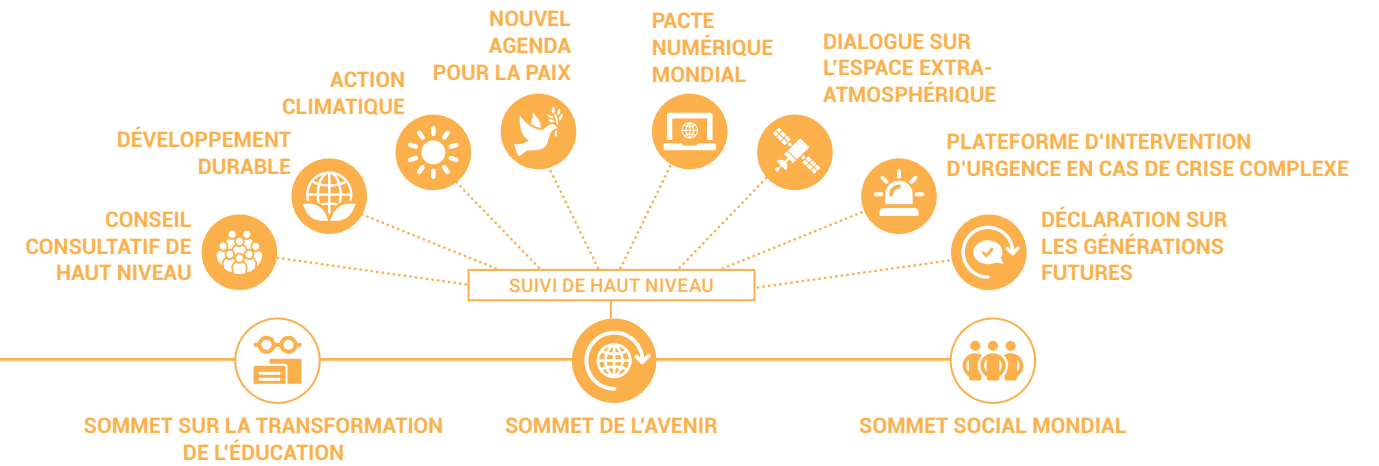 NOUVEL
AGENDA
POUR LA PAIX
PACTE
NUMÉRIQUE
MONDIAL
DIALOGUE SUR
L'ESPACE EXTRA-
ATMOSPHÉRIQUE
ACTION
CLIMATIQUE
DÉVELOPPEMENT
DURABLE
PLATEFORME D'INTERVENTION
D'URGENCE EN CAS DE CRISE COMPLEXE
CONSEIL
CONSULTATIF DE
HAUT NIVEAU
DÉCLARATION SUR
LES GÉNÉRATIONS
FUTURES
SUIVI DE HAUT NIVEAU
SOMMET SUR LA TRANSFORMATION
DE L'ÉDUCATION
SOMMET DE L'AVENIR
SOMMET SOCIAL MONDIAL